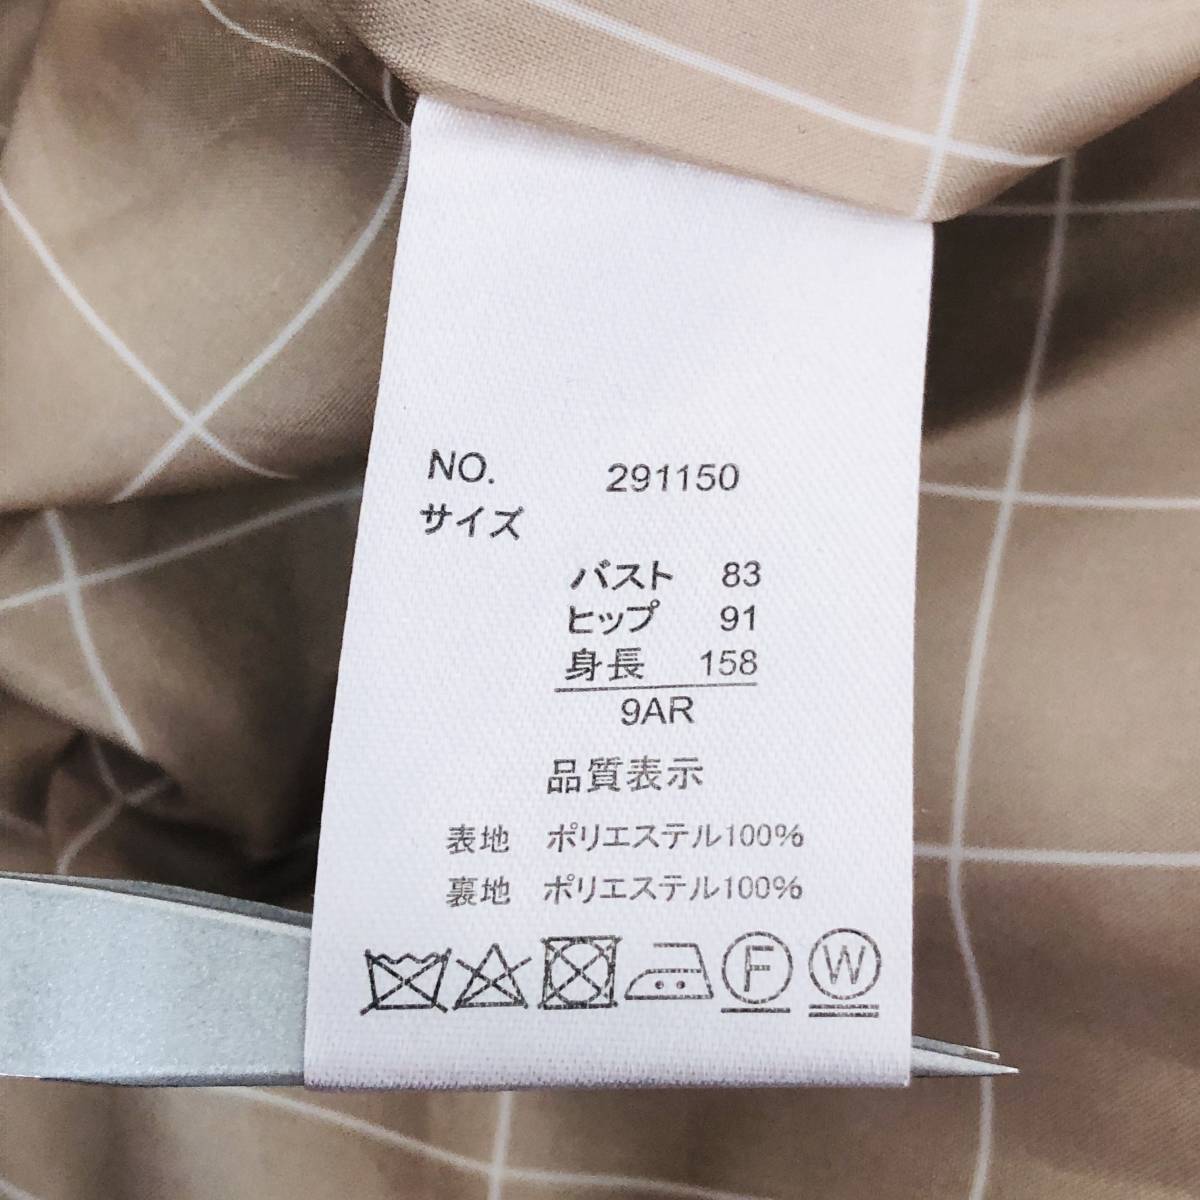 NO. 291150
サイズ
バスト 83
ヒップ 91
身長 158
9AR
品質表示
表地 ポリエステル100%
裏地 ポリエステル100%
F W